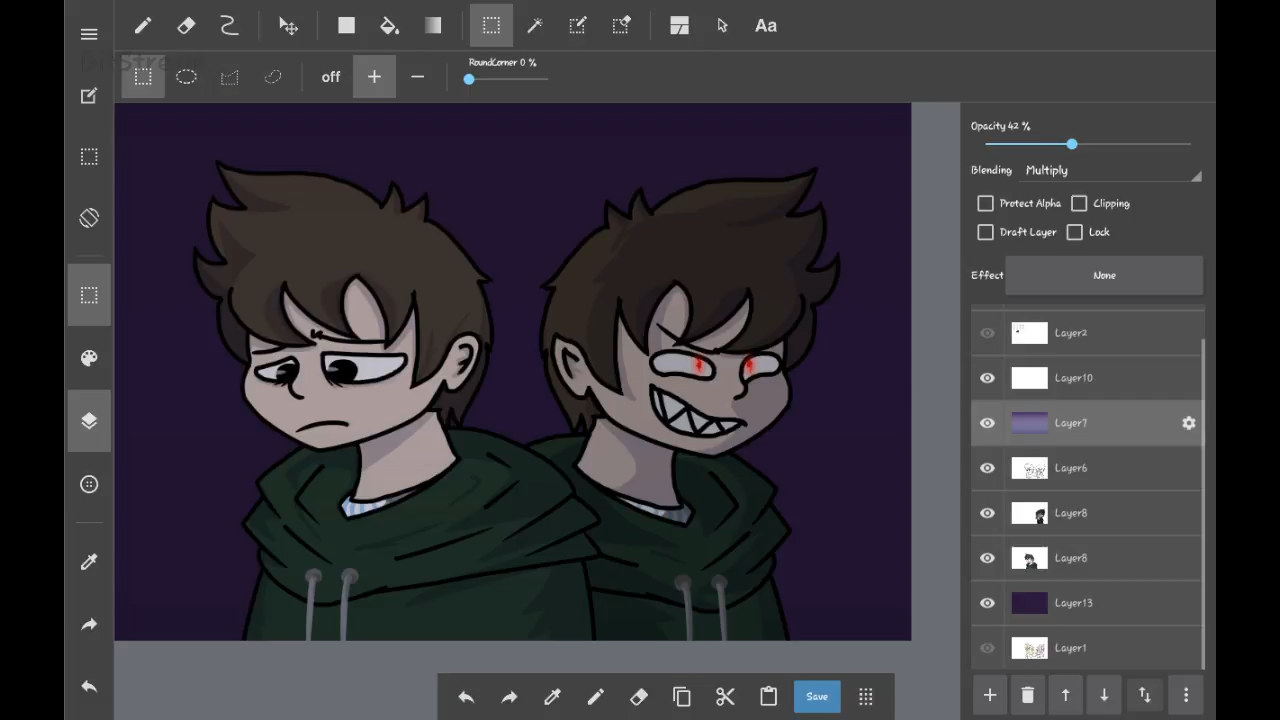 Aa
off
RoundCorner 0 %
Opacity 42 %
Blending Multiply
Protect Alpha Clipping
Draft Layer Lock
Effect None
Layer2
Layer10
Layer7
Layer6
Layer8
Layer8
Layer13
Layer1
Save